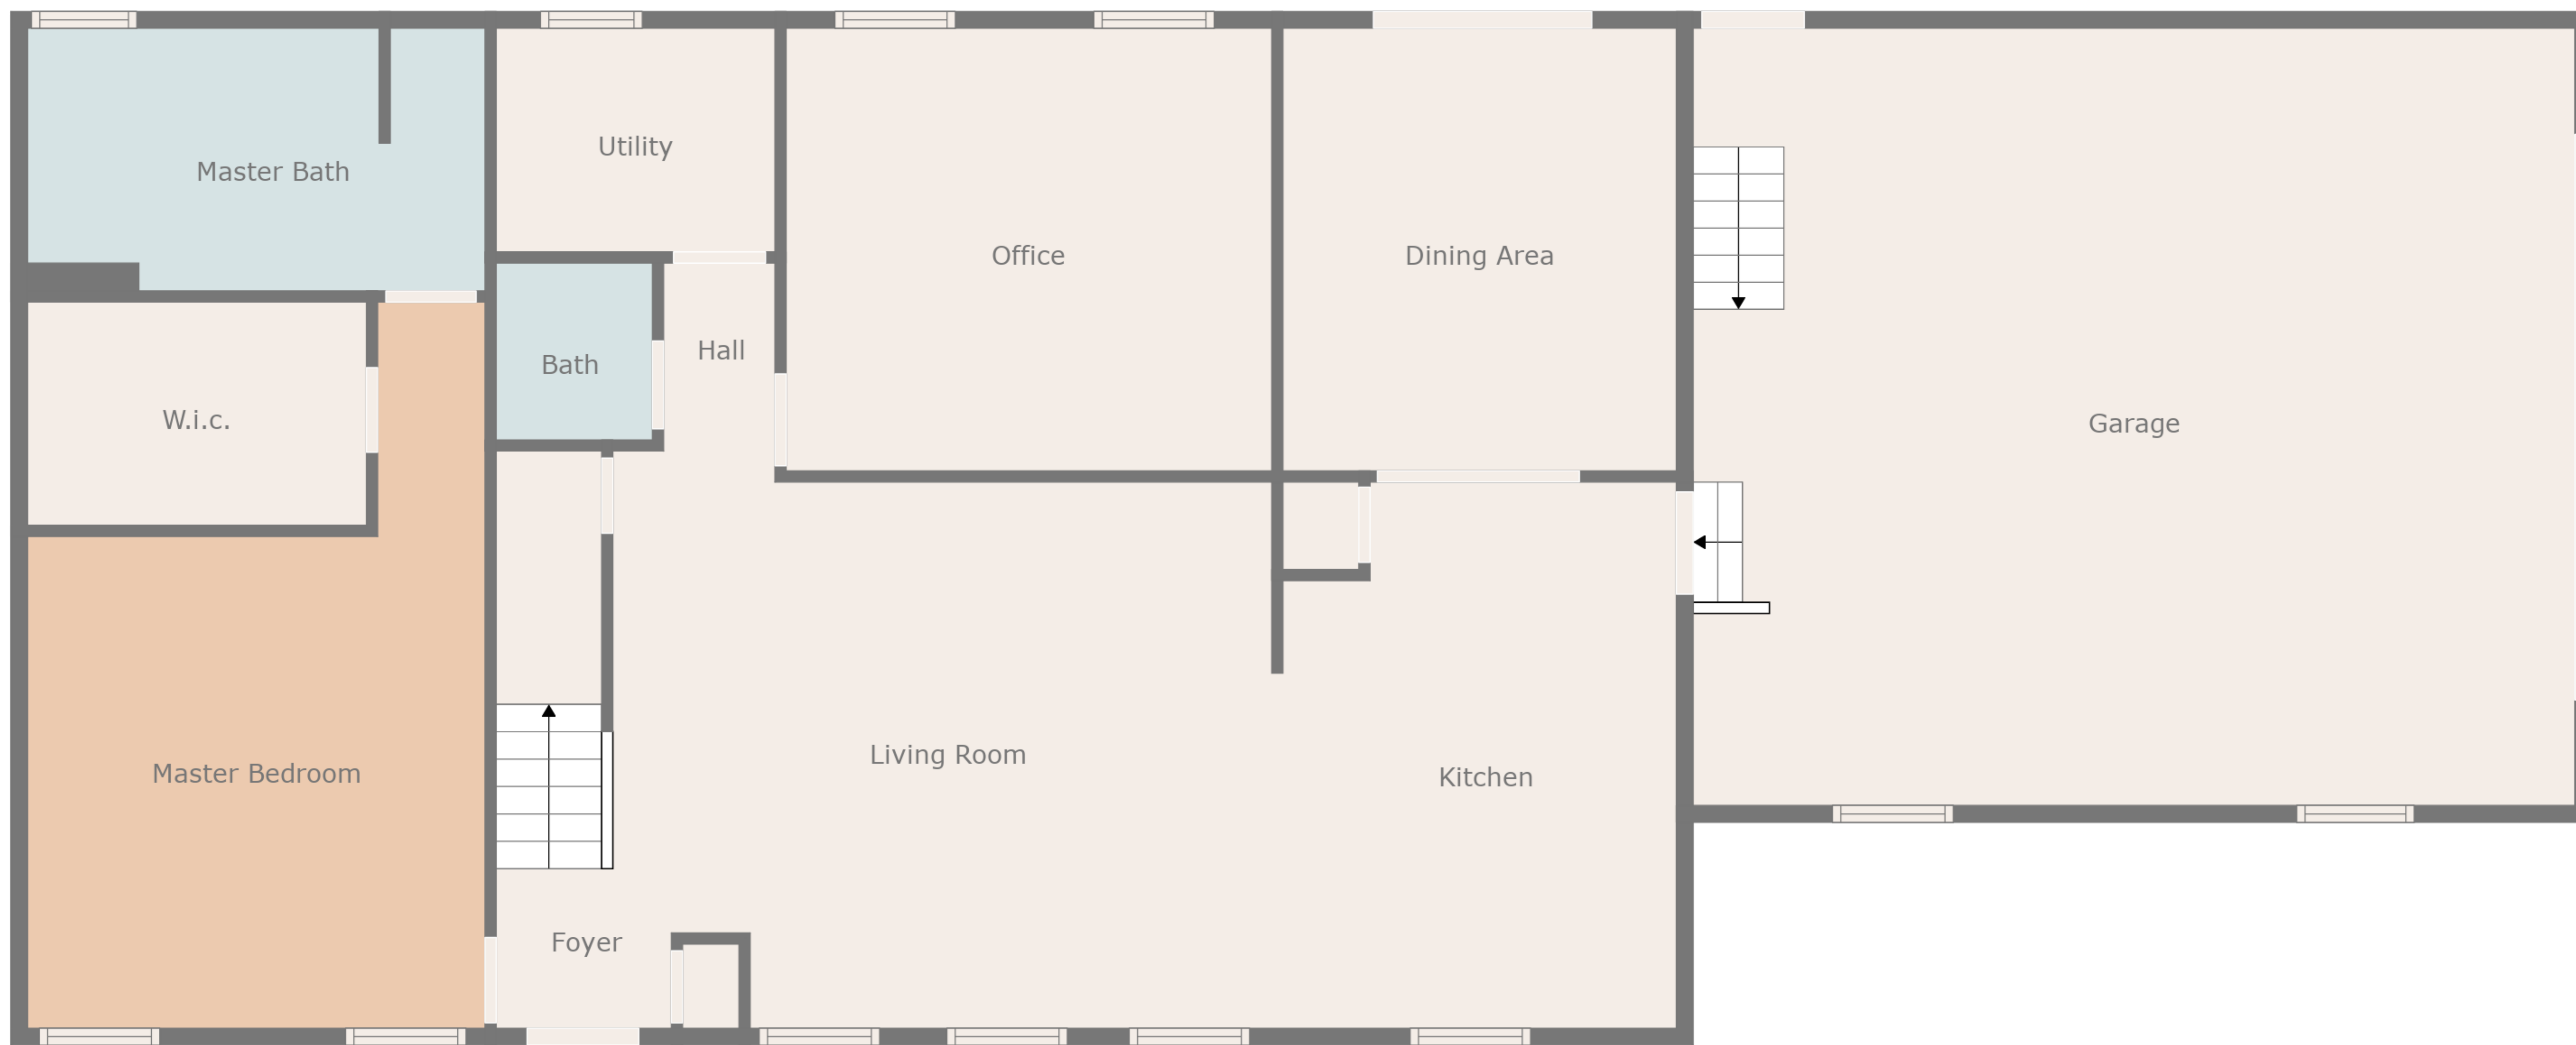 Master Bath
Utility
Office
Dining Area
Bath
Hall
W.i.c.
Garage
Master Bedroom
Living Room
Kitchen
Foyer